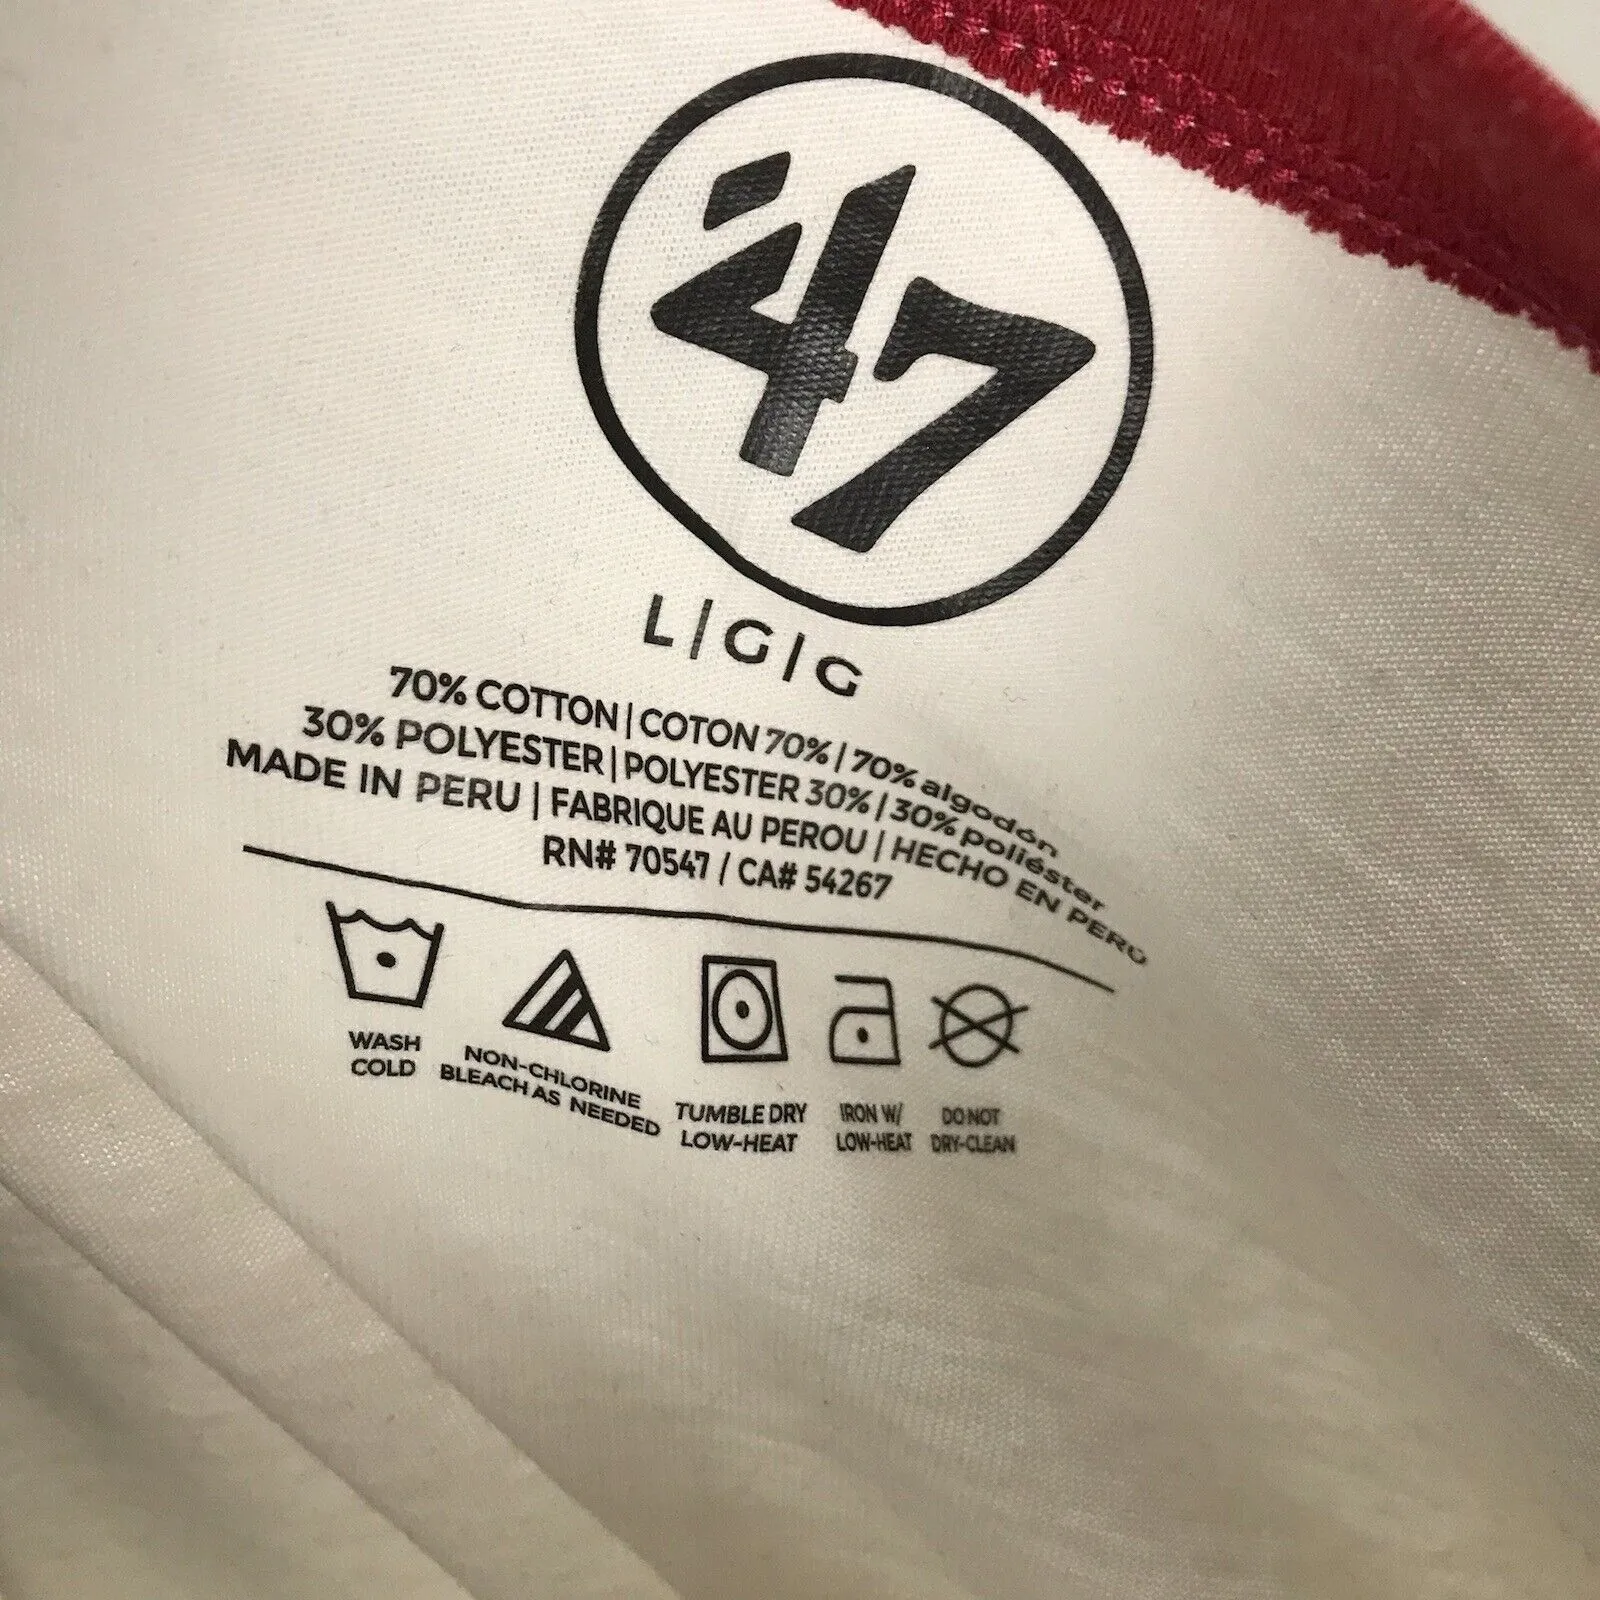 '47
L|G|G
70% COTTON|COTON 70%|70% algodón
30% POLYESTER|POLYESTER 30%|30% poliéster
MADE IN PERU | FABRIQUE AU PEROU | HECHO EN PERÚ
RN# 70547 / CA# 54267
WASH
COLD
NON-CHLORINE
BLEACH AS NEEDED
TUMBLE DRY
LOW-HEAT
IRON W/
LOW-HEAT
DO NOT
DRY-CLEAN